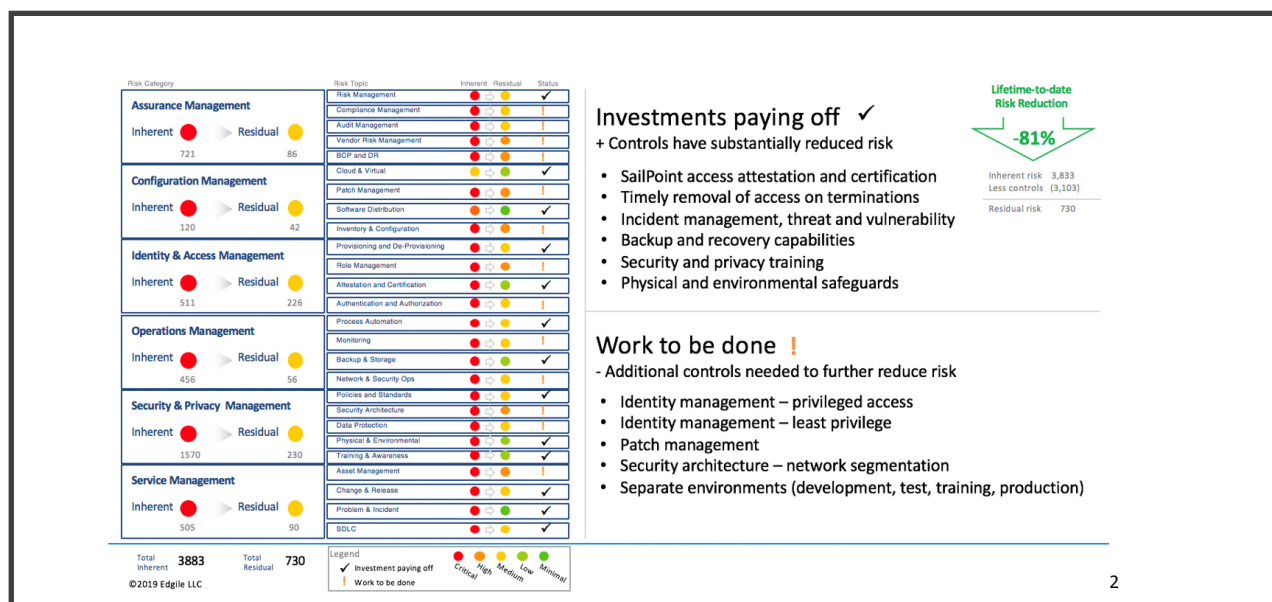 Risk Category
Assurance Management
Inherent Residual
721 86
Configuration Management
Inherent Residual
120 42
Identity & Access Management
Inherent Residual
511 226
Operations Management
Inherent Residual
456 56
Security & Privacy Management
Inherent Residual
1570 230
Service Management
Inherent Residual
505 90
Total Inherent 3883 Total Residual 730
©2019 Edgile LLC
Risk Topic Inherent Residual Status
Risk Management ✓
Compliance Management !
Audit Management !
Vendor Risk Management !
BCP and DR !
Cloud & Virtual ✓
Patch Management !
Software Distribution ✓
Inventory & Configuration !
Provisioning and De-Provisioning ✓
Role Management !
Attestation and Certification ✓
Authentication and Authorization !
Process Automation ✓
Monitoring !
Backup & Storage ✓
Network & Security Ops !
Policies and Standards ✓
Security Architecture !
Data Protection !
Physical & Environmental ✓
Training & Awareness ✓
Asset Management !
Change & Release ✓
Problem & Incident ✓
SDLC ✓
Legend
✓ Investment paying off
! Work to be done
Critical High Medium Low Minimal
Investments paying off ✓
+ Controls have substantially reduced risk
• SailPoint access attestation and certification
• Timely removal of access on terminations
• Incident management, threat and vulnerability
• Backup and recovery capabilities
• Security and privacy training
• Physical and environmental safeguards
Lifetime-to-date
Risk Reduction
-81%
Inherent risk 3,833
Less controls (3,103)
Residual risk 730
Work to be done !
- Additional controls needed to further reduce risk
• Identity management – privileged access
• Identity management – least privilege
• Patch management
• Security architecture – network segmentation
• Separate environments (development, test, training, production)
2